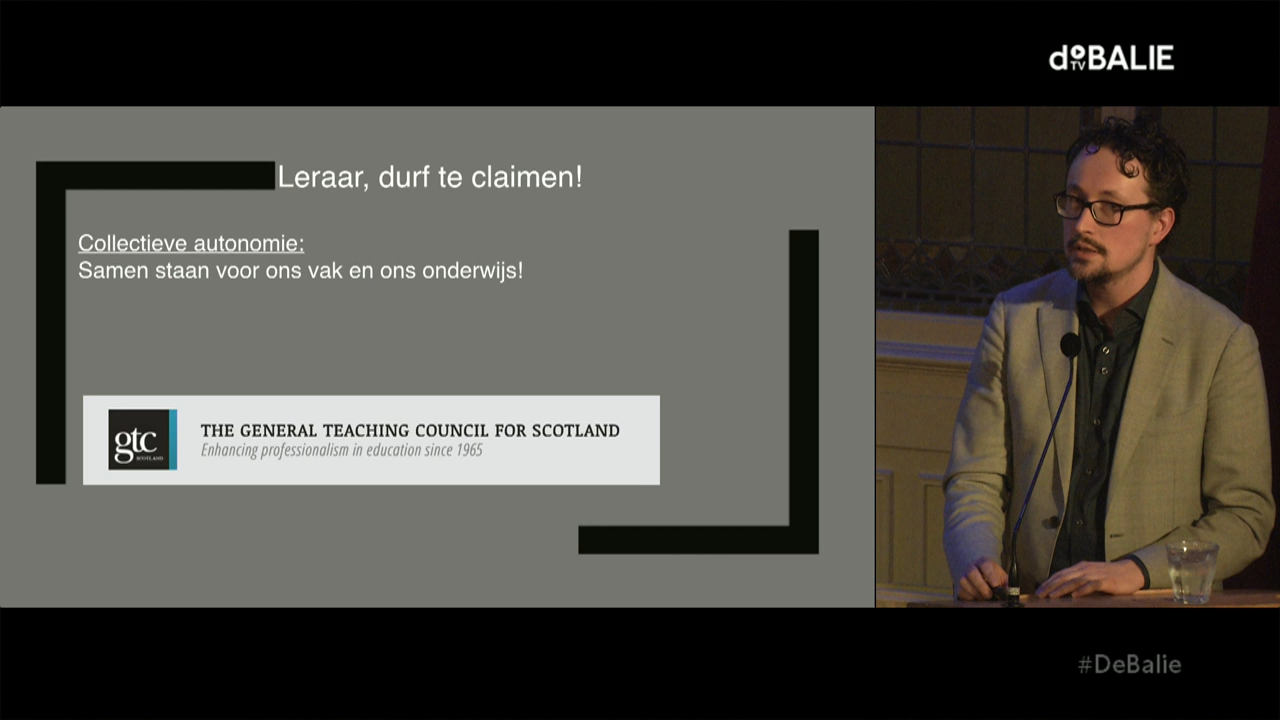 deBALIE
TV
Leraar, durf te claimen!
Collectieve autonomie:
Samen staan voor ons vak en ons onderwijs!
gtc
SCOTLAND
THE GENERAL TEACHING COUNCIL FOR SCOTLAND
Enhancing professionalism in education since 1965
#DeBalie